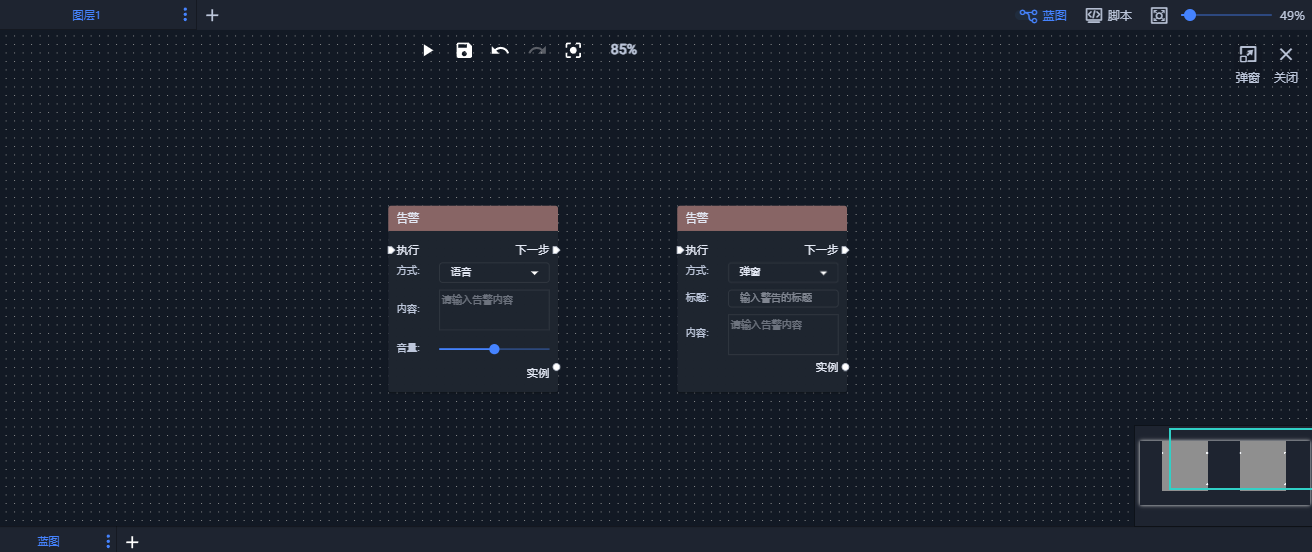 图层1
蓝图
脚本
49%
85%
弹窗
关闭
告警
执行
下一步
方式:
语音
内容:
请输入告警内容
音量:
实例
告警
执行
下一步
方式:
弹窗
标题:
输入警告的标题
内容:
请输入告警内容
实例
蓝图